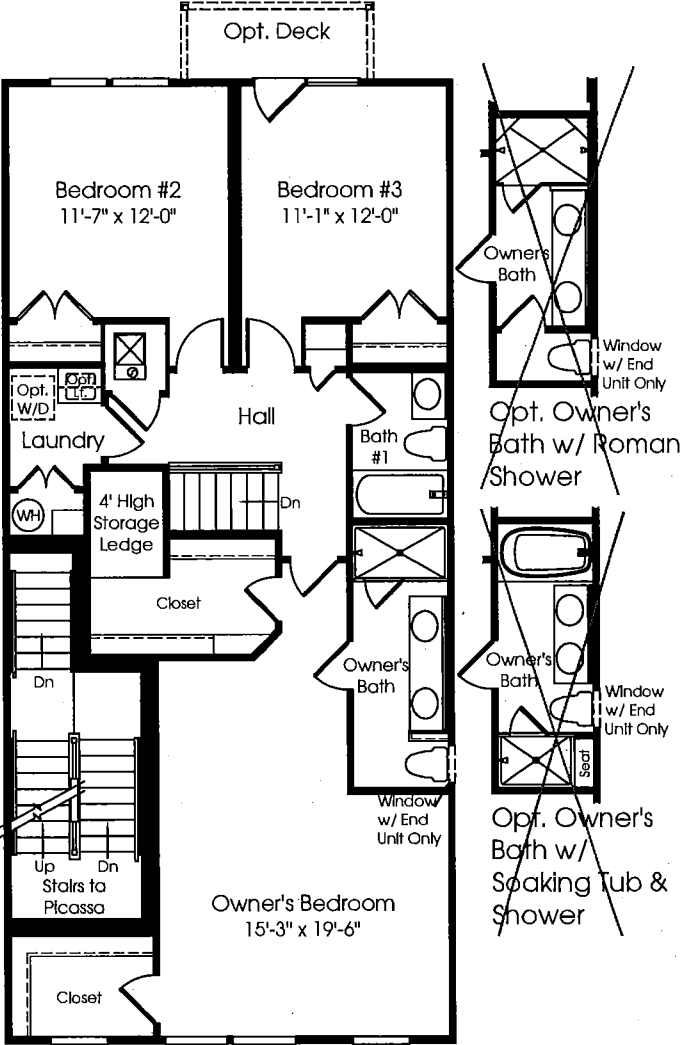 Opt. Deck
Bedroom #2
11'-7" x 12'-0"
Bedroom #3
11'-1" x 12'-0"
Owner's
Bath
Window
w/ End
Unit Only
Opt. Owner's
Bath w/ Roman
Shower
Opt.
W/D
Opt.
L.T.
Laundry
Hall
Bath
#1
WH
4' High
Storage
Ledge
Dn
Closet
Dn
Owner's
Bath
Window
w/ End
Unit Only
Owner's
Bath
Window
w/ End
Unit Only
Seat
Opt. Owner's
Bath w/
Soaking Tub &
Shower
Up
Dn
Stairs to
Picassa
Owner's Bedroom
15'-3" x 19'-6"
Closet